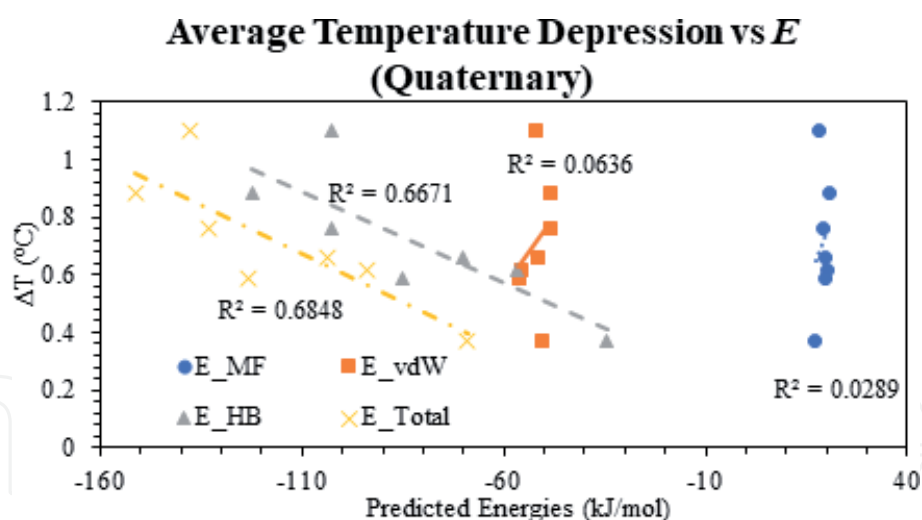 Average Temperature Depression vs E
(Quaternary)
1.2
1
0.8
0.6
0.4
0.2
0
ΔT (ºC)
R² = 0.0636
R² = 0.6671
R² = 0.6848
R² = 0.0289
E_MF
E_vdW
E_HB
E_Total
-160
-110
-60
-10
40
Predicted Energies (kJ/mol)